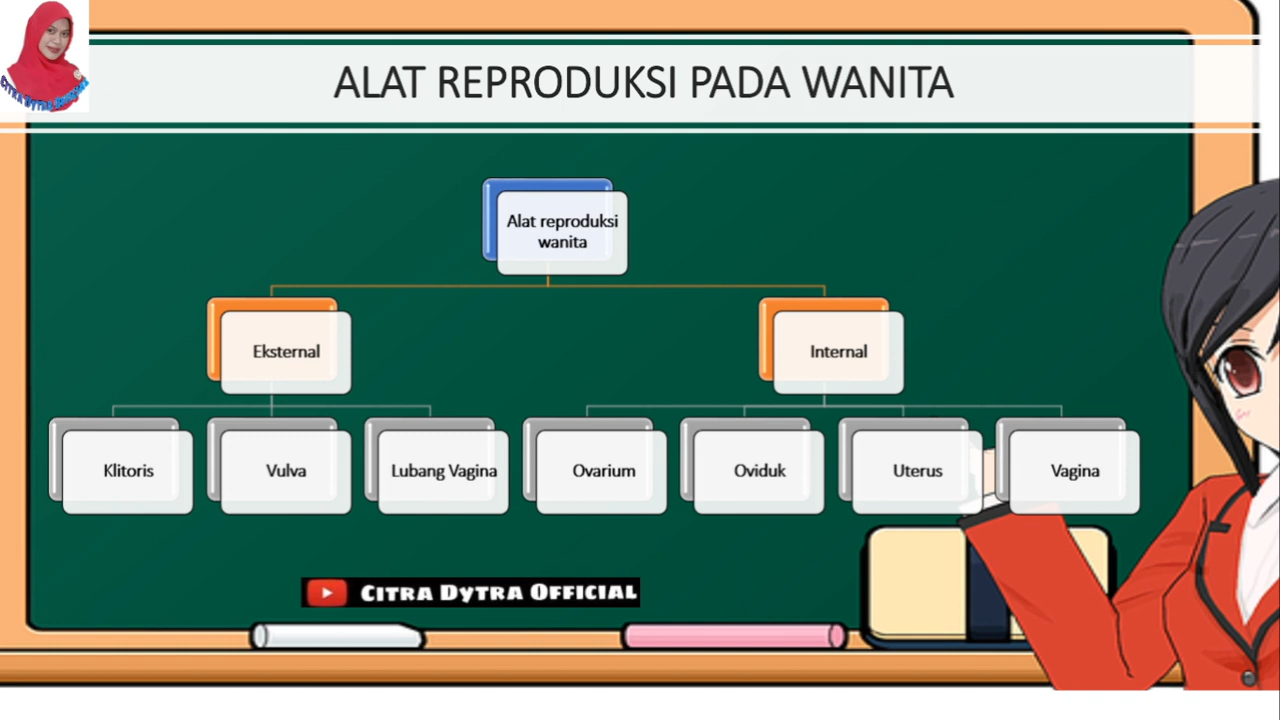 ALAT REPRODUKSI PADA WANITA
Alat reproduksi
wanita
Eksternal
Internal
Klitoris
Vulva
Lubang Vagina
Ovarium
Oviduk
Uterus
Vagina
Citra Dytra Official